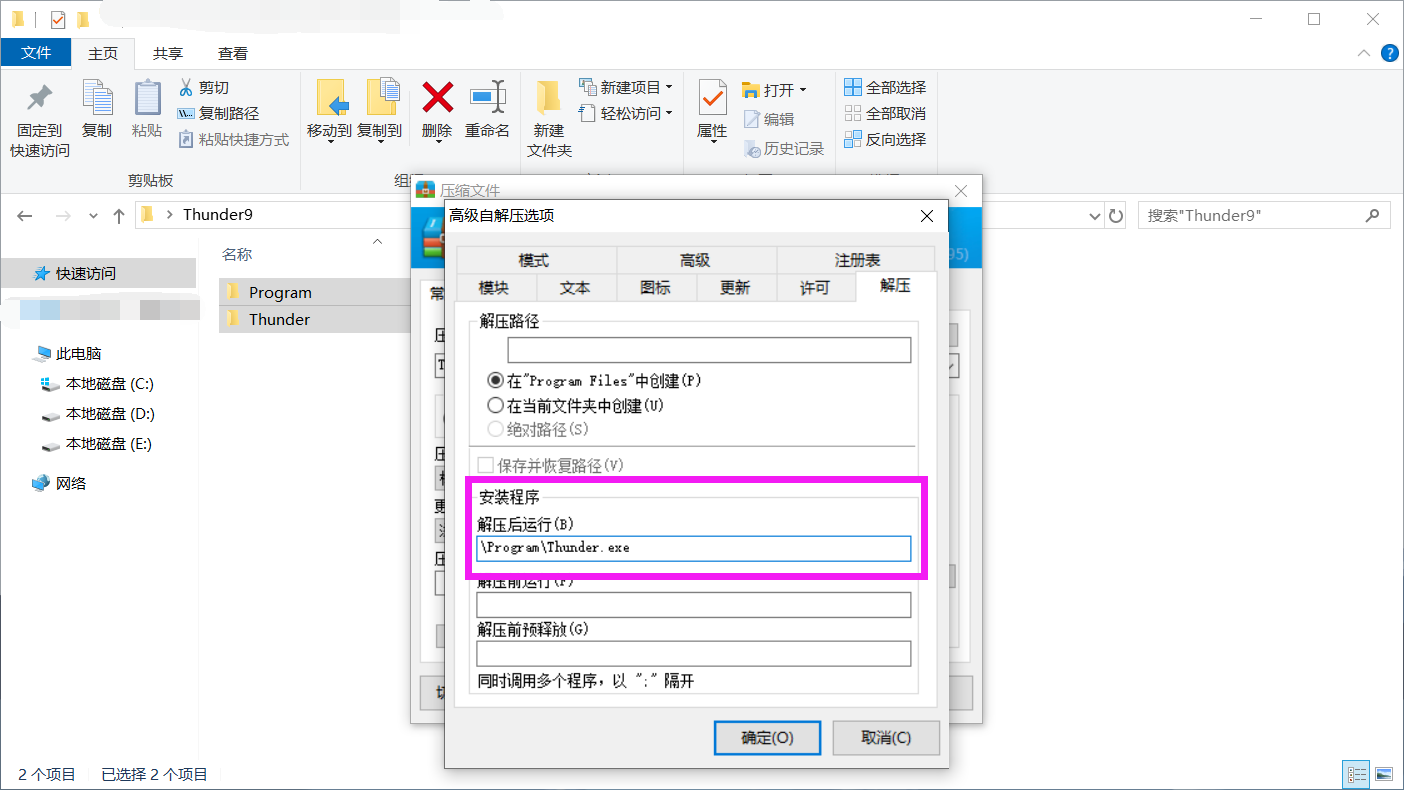 文件 主页 共享 查看
固定到
快速访问
复制
粘贴
剪切
复制路径
粘贴快捷方式
剪贴板
移动到
复制到
删除
重命名
新建
文件夹
新建项目
轻松访问
属性
打开
编辑
历史记录
全部选择
全部取消
反向选择
Thunder9
搜索"Thunder9"
快速访问
此电脑
本地磁盘 (C:)
本地磁盘 (D:)
本地磁盘 (E:)
网络
名称
Program
Thunder
压缩文件
高级自解压选项
模式 高级 注册表
模块 文本 图标 更新 许可 解压
解压路径
在"Program Files"中创建(P)
在当前文件夹中创建(U)
绝对路径(S)
保存并恢复路径(V)
安装程序
解压后运行(B)
\Program\Thunder.exe
解压前运行(F)
解压前预释放(G)
同时调用多个程序，以 ";" 隔开
确定(O) 取消(C)
2 个项目 已选择 2 个项目